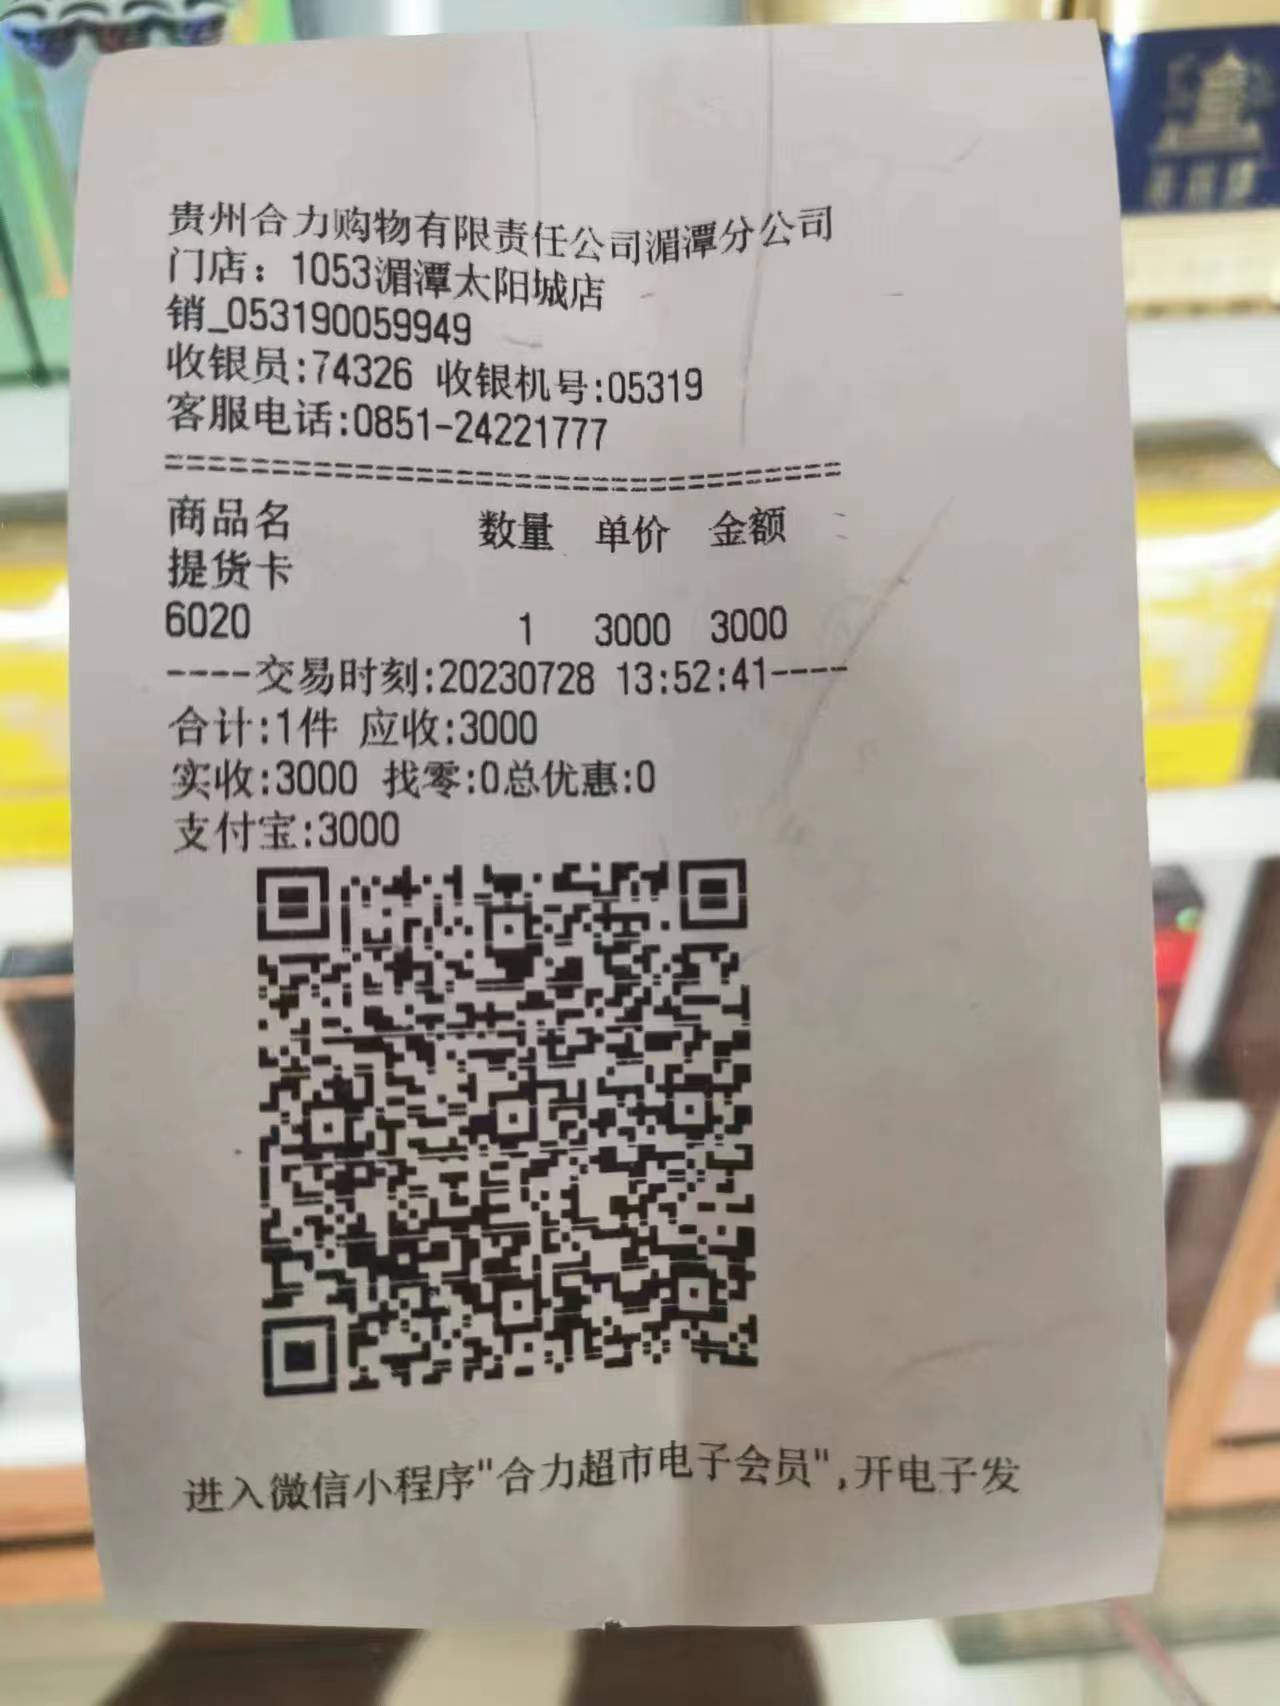 贵州合力购物有限责任公司湄潭分公司
门店：1053湄潭太阳城店
销_053190059949
收银员:74326 收银机号:05319
客服电话:0851-24221777
================================
商品名 数量 单价 金额
提货卡
6020 1 3000 3000
----交易时刻:20230728 13:52:41----
合计:1件 应收:3000
实收:3000 找零:0总优惠:0
支付宝:3000
进入微信小程序"合力超市电子会员",开电子发